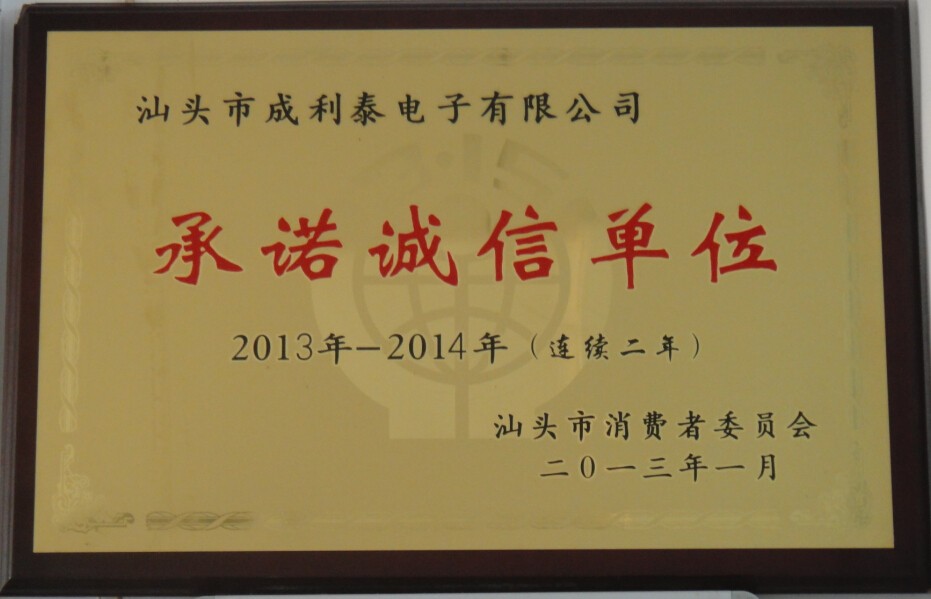 汕头市成利泰电子有限公司
承诺诚信单位
2013年-2014年（连续二年）
汕头市消费者委员会
二0一三年一月